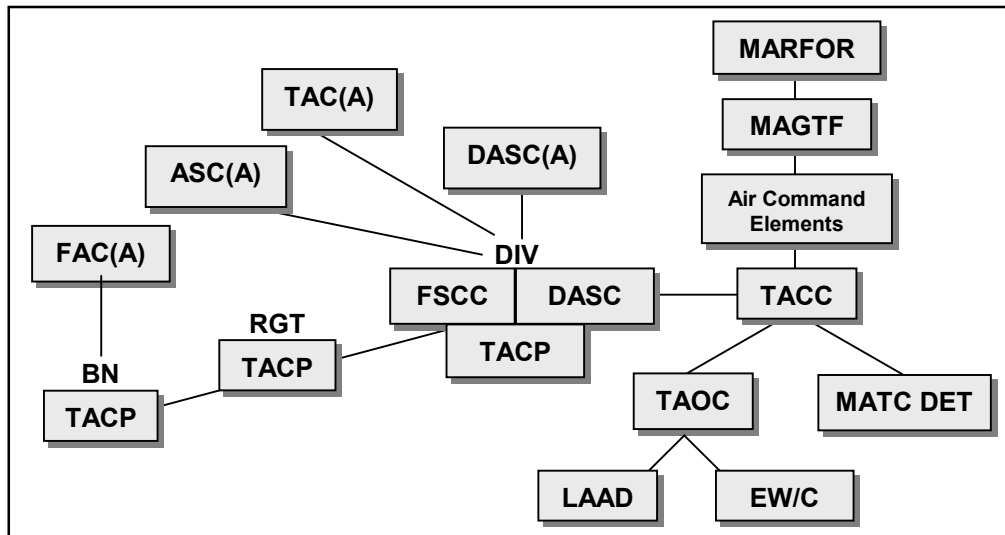 MARFOR
TAC(A)
MAGTF
DASC(A)
ASC(A)
Air Command
Elements
FAC(A)
DIV
FSCC
DASC
TACC
RGT
TACP
TACP
BN
TACP
TAOC
MATC DET
LAAD
EW/C